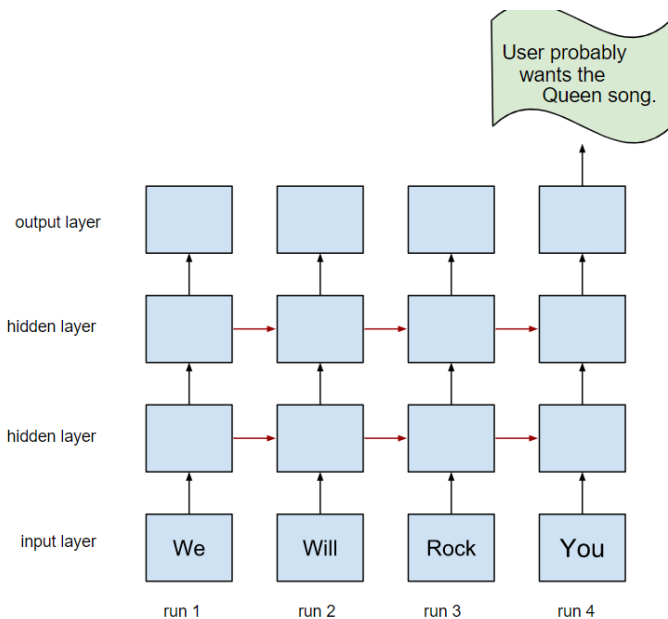 User probably
wants the
Queen song.
output layer
hidden layer
hidden layer
input layer
We
Will
Rock
You
run 1
run 2
run 3
run 4